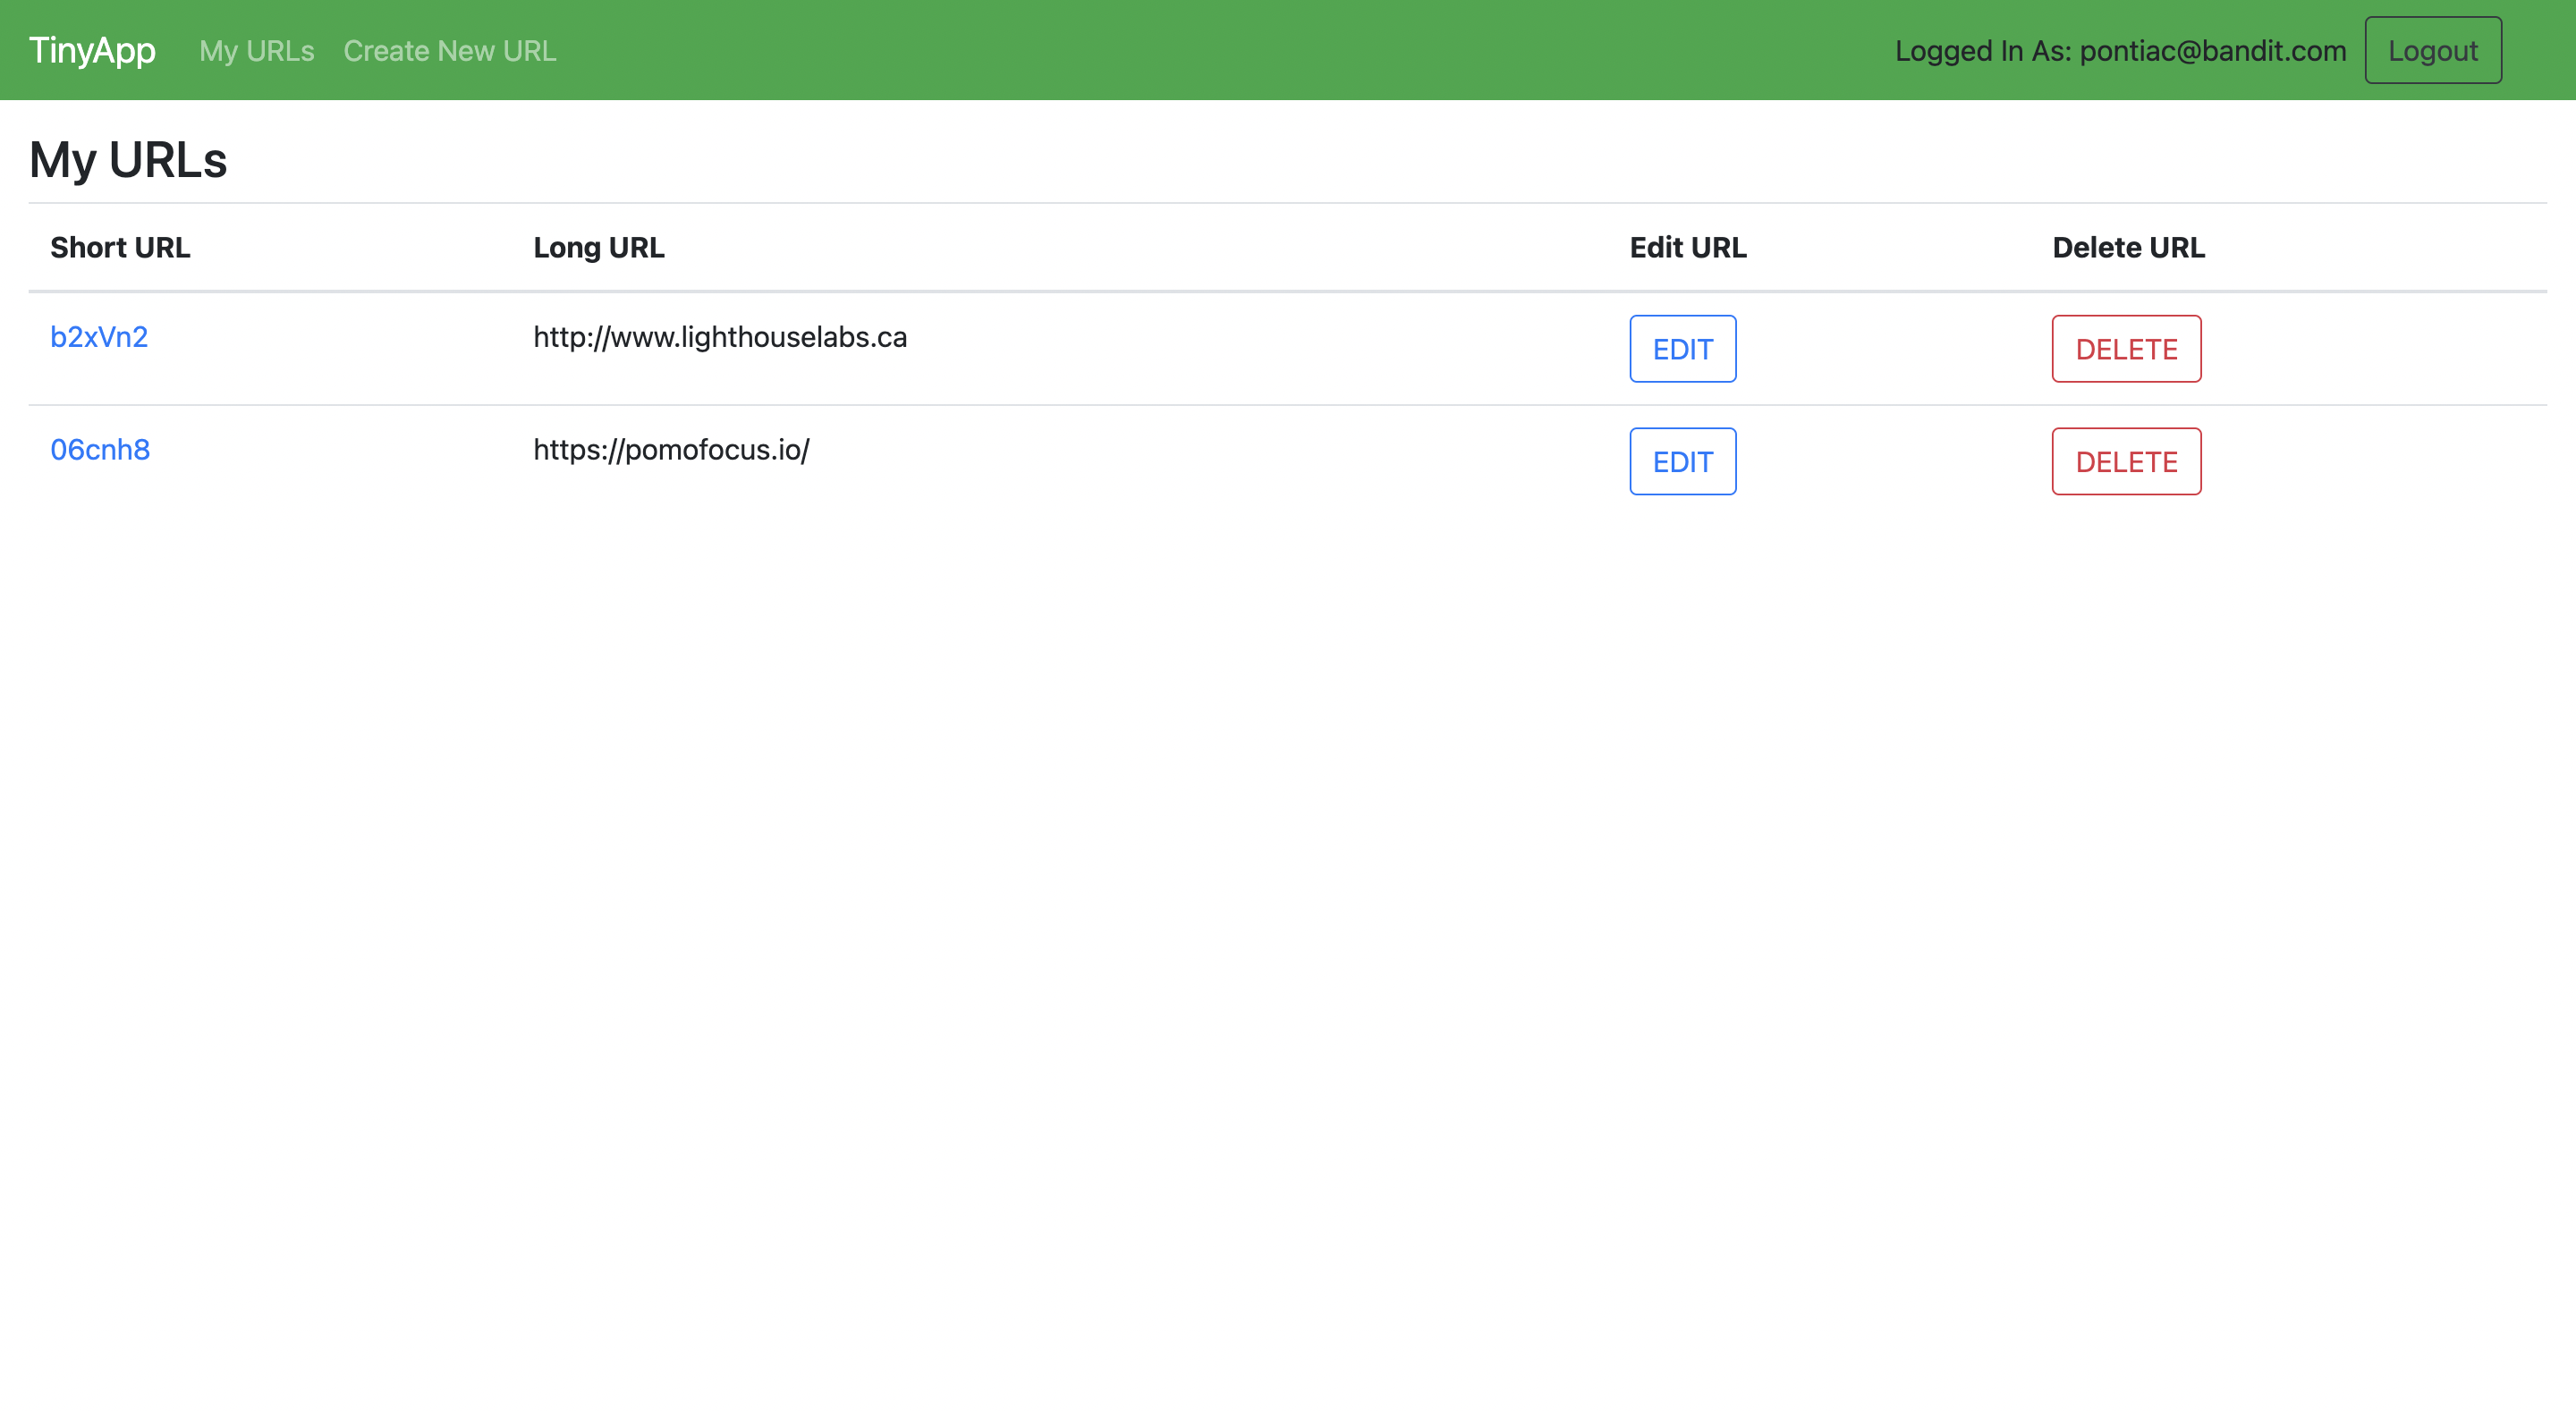 TinyApp My URLs Create New URL Logged In As: pontiac@bandit.com Logout
My URLs
Short URL Long URL Edit URL Delete URL
b2xVn2 http://www.lighthouselabs.ca EDIT DELETE
06cnh8 https://pomofocus.io/ EDIT DELETE